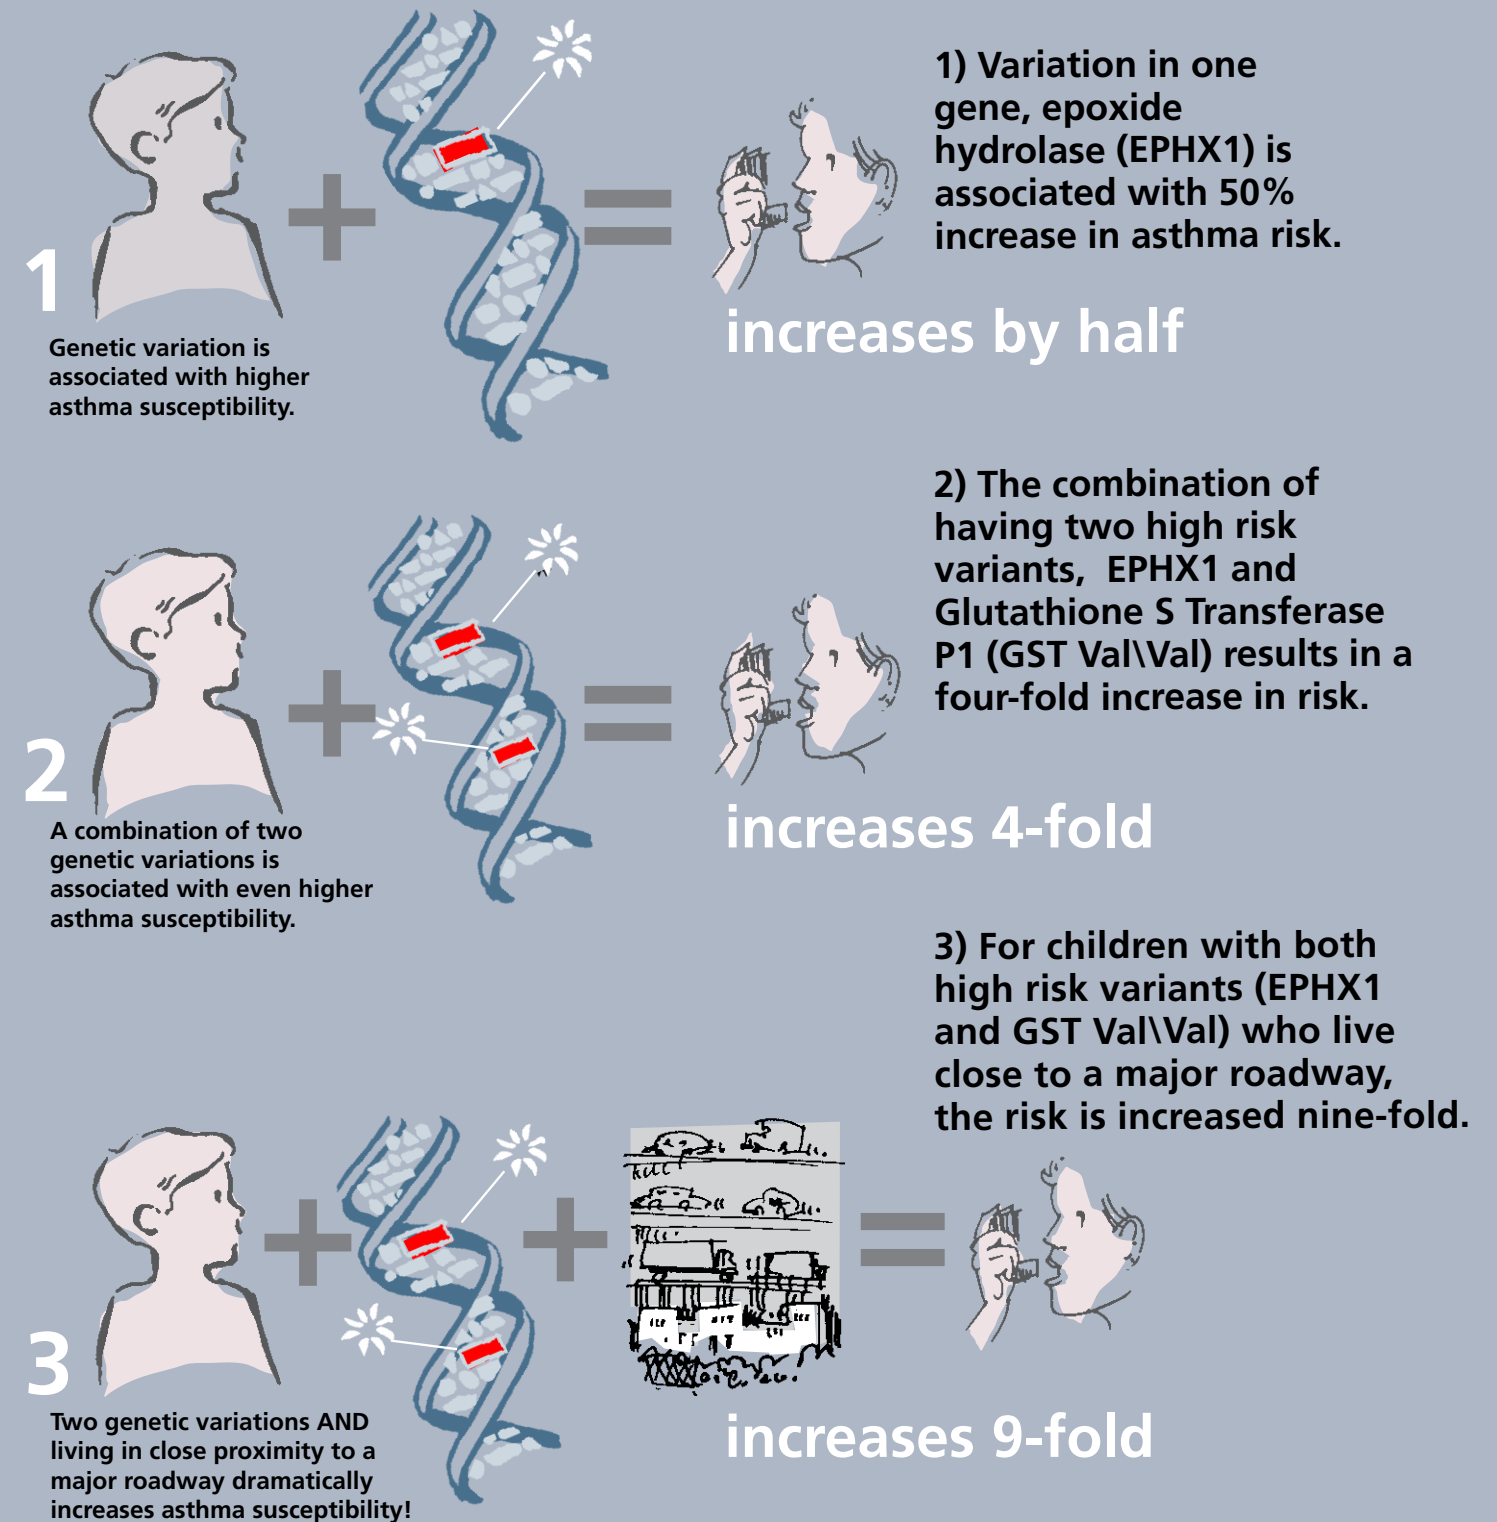 1) Variation in one
gene, epoxide
hydrolase (EPHX1) is
associated with 50%
increase in asthma risk.
1
increases by half
Genetic variation is
associated with higher
asthma susceptibility.
2) The combination of
having two high risk
variants, EPHX1 and
Glutathione S Transferase
P1 (GST Val\Val) results in a
four-fold increase in risk.
2
increases 4-fold
A combination of two
genetic variations is
associated with even higher
asthma susceptibility.
3) For children with both
high risk variants (EPHX1
and GST Val\Val) who live
close to a major roadway,
the risk is increased nine-fold.
3
increases 9-fold
Two genetic variations AND
living in close proximity to a
major roadway dramatically
increases asthma susceptibility!